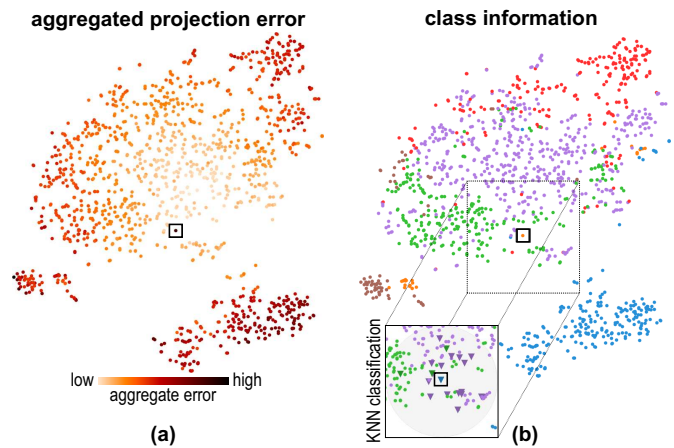 aggregated projection error
class information
low
high
aggregate error
KNN classification
(a)
(b)